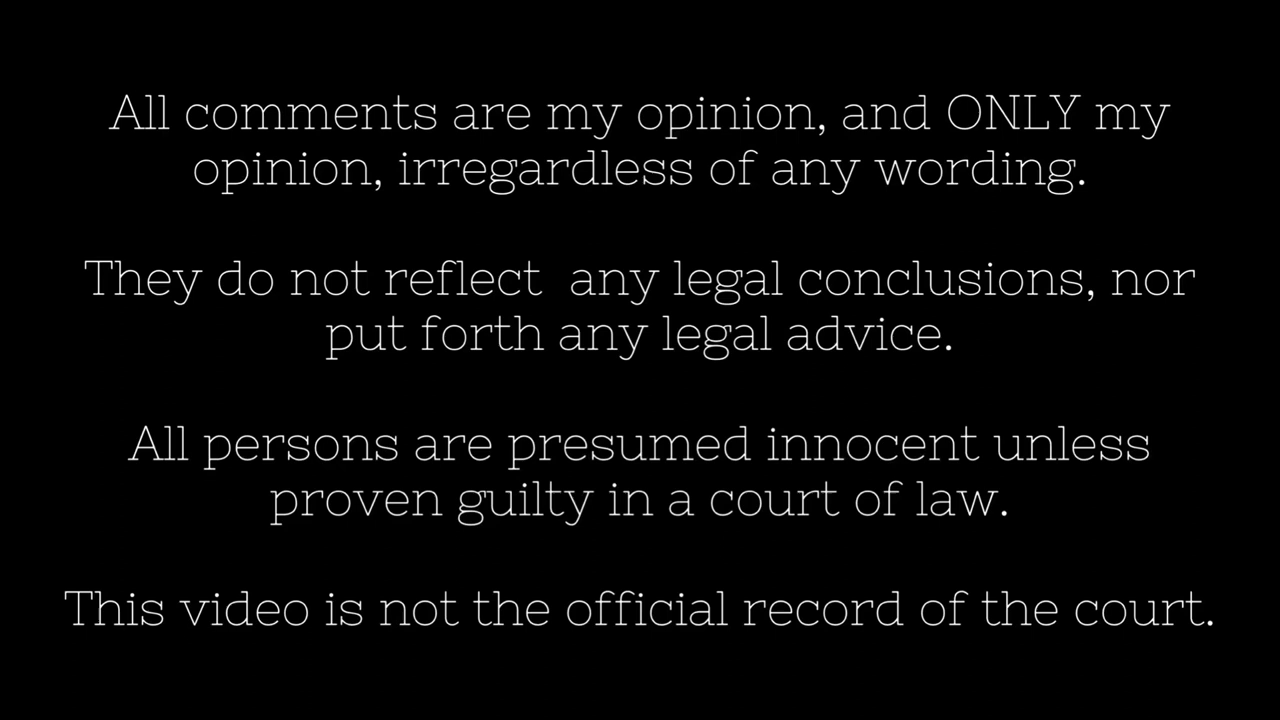 All comments are my opinion, and ONLY my
opinion, irregardless of any wording.
They do not reflect  any legal conclusions, nor
put forth any legal advice.
All persons are presumed innocent unless
proven guilty in a court of law.
This video is not the official record of the court.